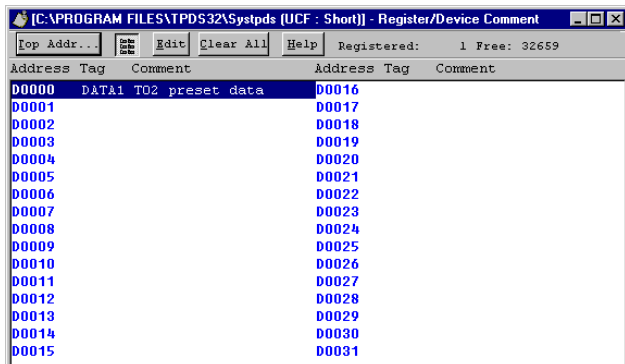 [C:\PROGRAM FILES\TPDS32\Systpds (UCF : Short)] - Register/Device Comment
Top Addr... Edit Clear All Help Registered: 1 Free: 32659
Address Tag Comment Address Tag Comment
D0000 DATA1 TO2 preset data D0016
D0001 D0017
D0002 D0018
D0003 D0019
D0004 D0020
D0005 D0021
D0006 D0022
D0007 D0023
D0008 D0024
D0009 D0025
D0010 D0026
D0011 D0027
D0012 D0028
D0013 D0029
D0014 D0030
D0015 D0031